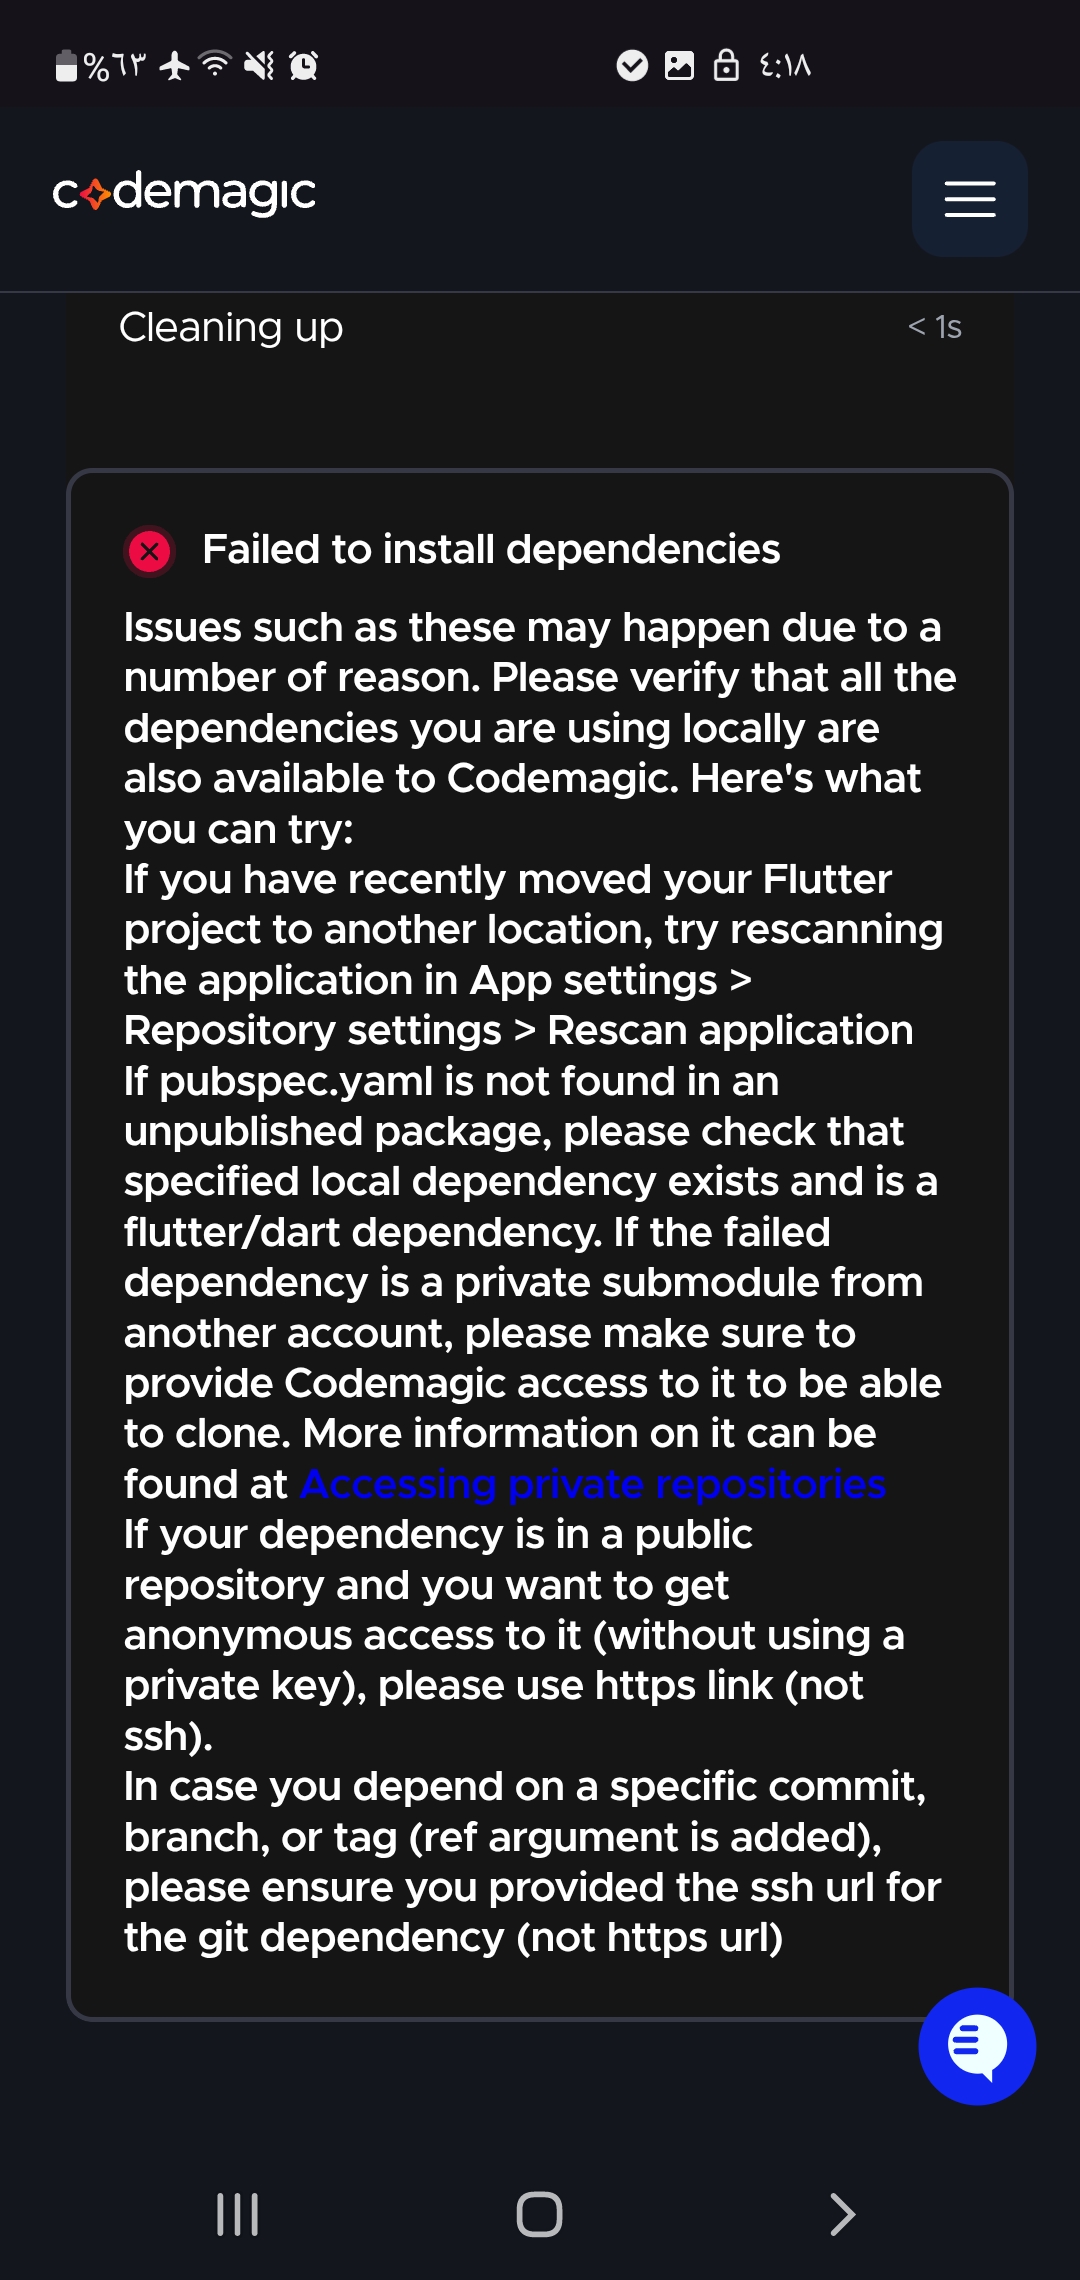 %٦٣
٤:١٨
codemagic
Cleaning up
< 1s
Failed to install dependencies
Issues such as these may happen due to a
number of reason. Please verify that all the
dependencies you are using locally are
also available to Codemagic. Here's what
you can try:
If you have recently moved your Flutter
project to another location, try rescanning
the application in App settings >
Repository settings > Rescan application
If pubspec.yaml is not found in an
unpublished package, please check that
specified local dependency exists and is a
flutter/dart dependency. If the failed
dependency is a private submodule from
another account, please make sure to
provide Codemagic access to it to be able
to clone. More information on it can be
found at Accessing private repositories
If your dependency is in a public
repository and you want to get
anonymous access to it (without using a
private key), please use https link (not
ssh).
In case you depend on a specific commit,
branch, or tag (ref argument is added),
please ensure you provided the ssh url for
the git dependency (not https url)